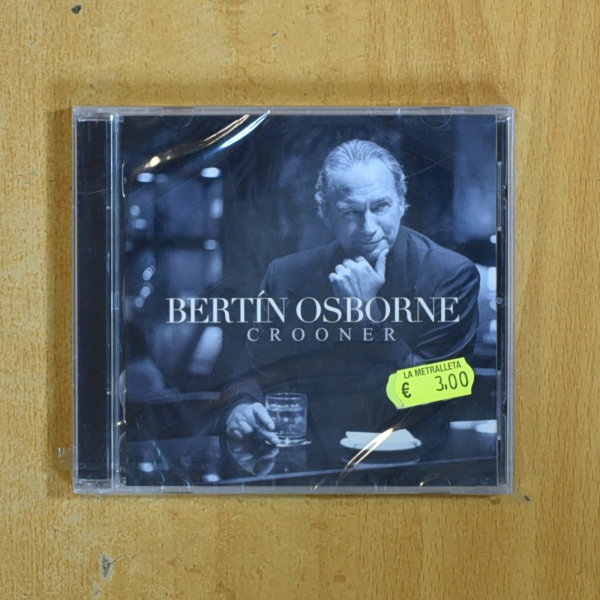 BERTÍN OSBORNE
CROONER
LA METRALLETA
€ 3,00